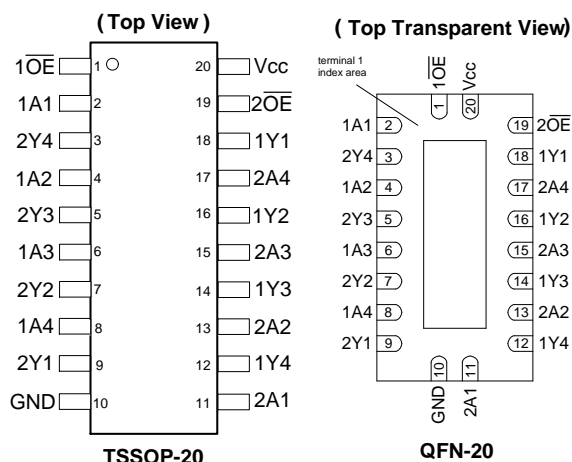 ( Top View )
1O̅E̅ 1 20 Vcc
1A1 2 19 2O̅E̅
2Y4 3 18 1Y1
1A2 4 17 2A4
2Y3 5 16 1Y2
1A3 6 15 2A3
2Y2 7 14 1Y3
1A4 8 13 2A2
2Y1 9 12 1Y4
GND 10 11 2A1
TSSOP-20
( Top Transparent View)
terminal 1
index area
1O̅E̅
Vcc
1
20
1A1 2 19 2O̅E̅
2Y4 3 18 1Y1
1A2 4 17 2A4
2Y3 5 16 1Y2
1A3 6 15 2A3
2Y2 7 14 1Y3
1A4 8 13 2A2
2Y1 9 12 1Y4
10
11
GND
2A1
QFN-20